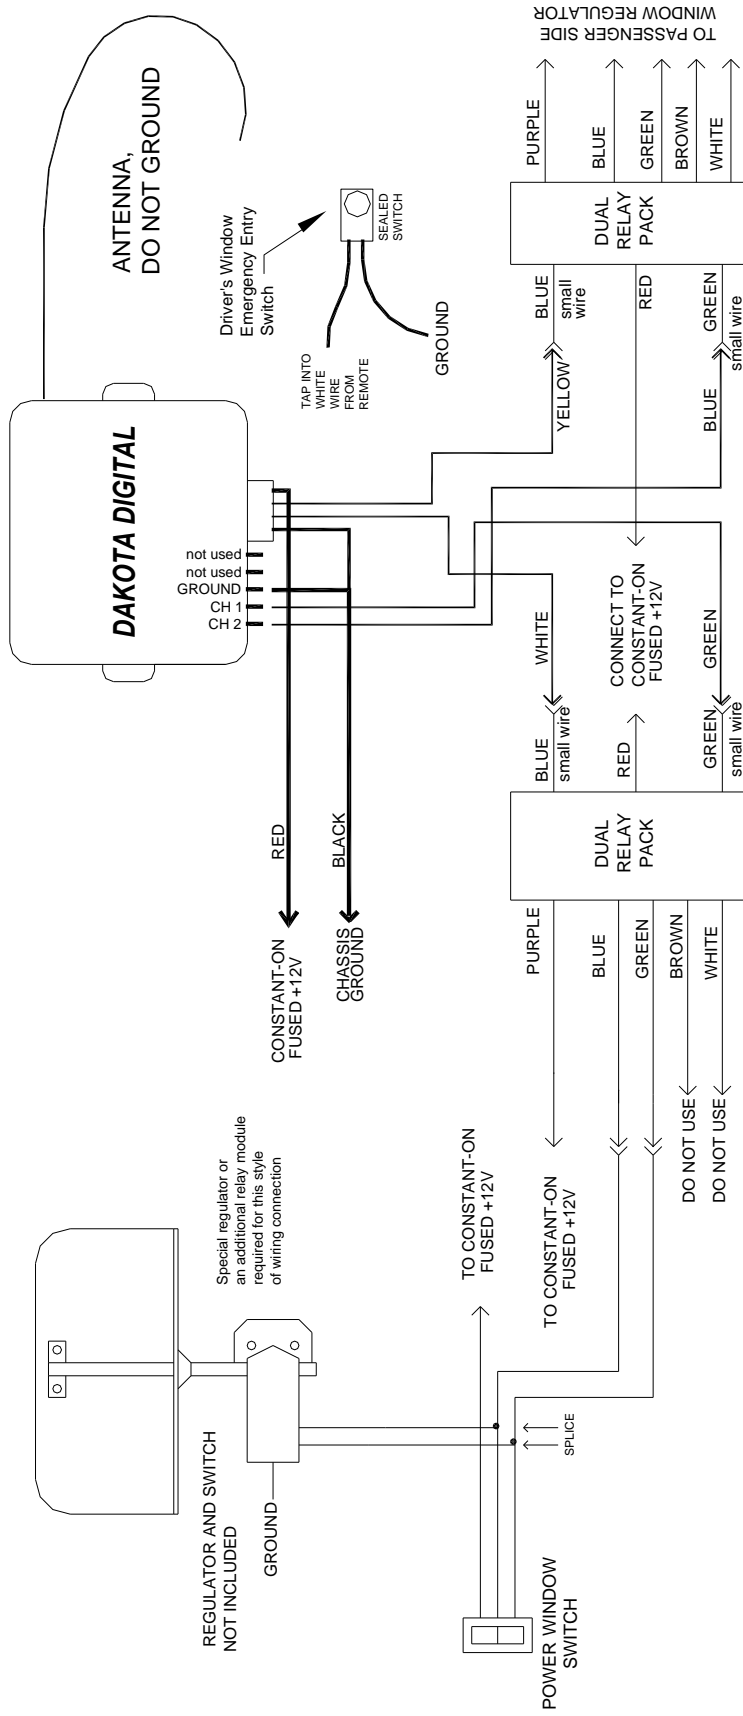 REGULATOR AND SWITCH
NOT INCLUDED
GROUND
Special regulator or
an additional relay module
required for this style
of wiring connection
POWER WINDOW
SWITCH
SPLICE
TO CONSTANT-ON
FUSED +12V
TO CONSTANT-ON
FUSED +12V
DO NOT USE
DO NOT USE
CONSTANT-ON
FUSED +12V
CHASSIS
GROUND
RED
BLACK
PURPLE
BLUE
GREEN
BROWN
WHITE
DUAL
RELAY
PACK
BLUE
small wire
RED
GREEN
small wire
WHITE
CONNECT TO
CONSTANT-ON
FUSED +12V
GREEN
DAKOTA DIGITAL
CH 2
CH 1
GROUND
not used
not used
ANTENNA,
DO NOT GROUND
Driver's Window
Emergency Entry
Switch
SEALED
SWITCH
TAP INTO
WHITE
WIRE
FROM
REMOTE
GROUND
YELLOW
BLUE
BLUE
small
wire
RED
GREEN
small wire
DUAL
RELAY
PACK
PURPLE
BLUE
GREEN
BROWN
WHITE
TO PASSENGER SIDE
WINDOW REGULATOR